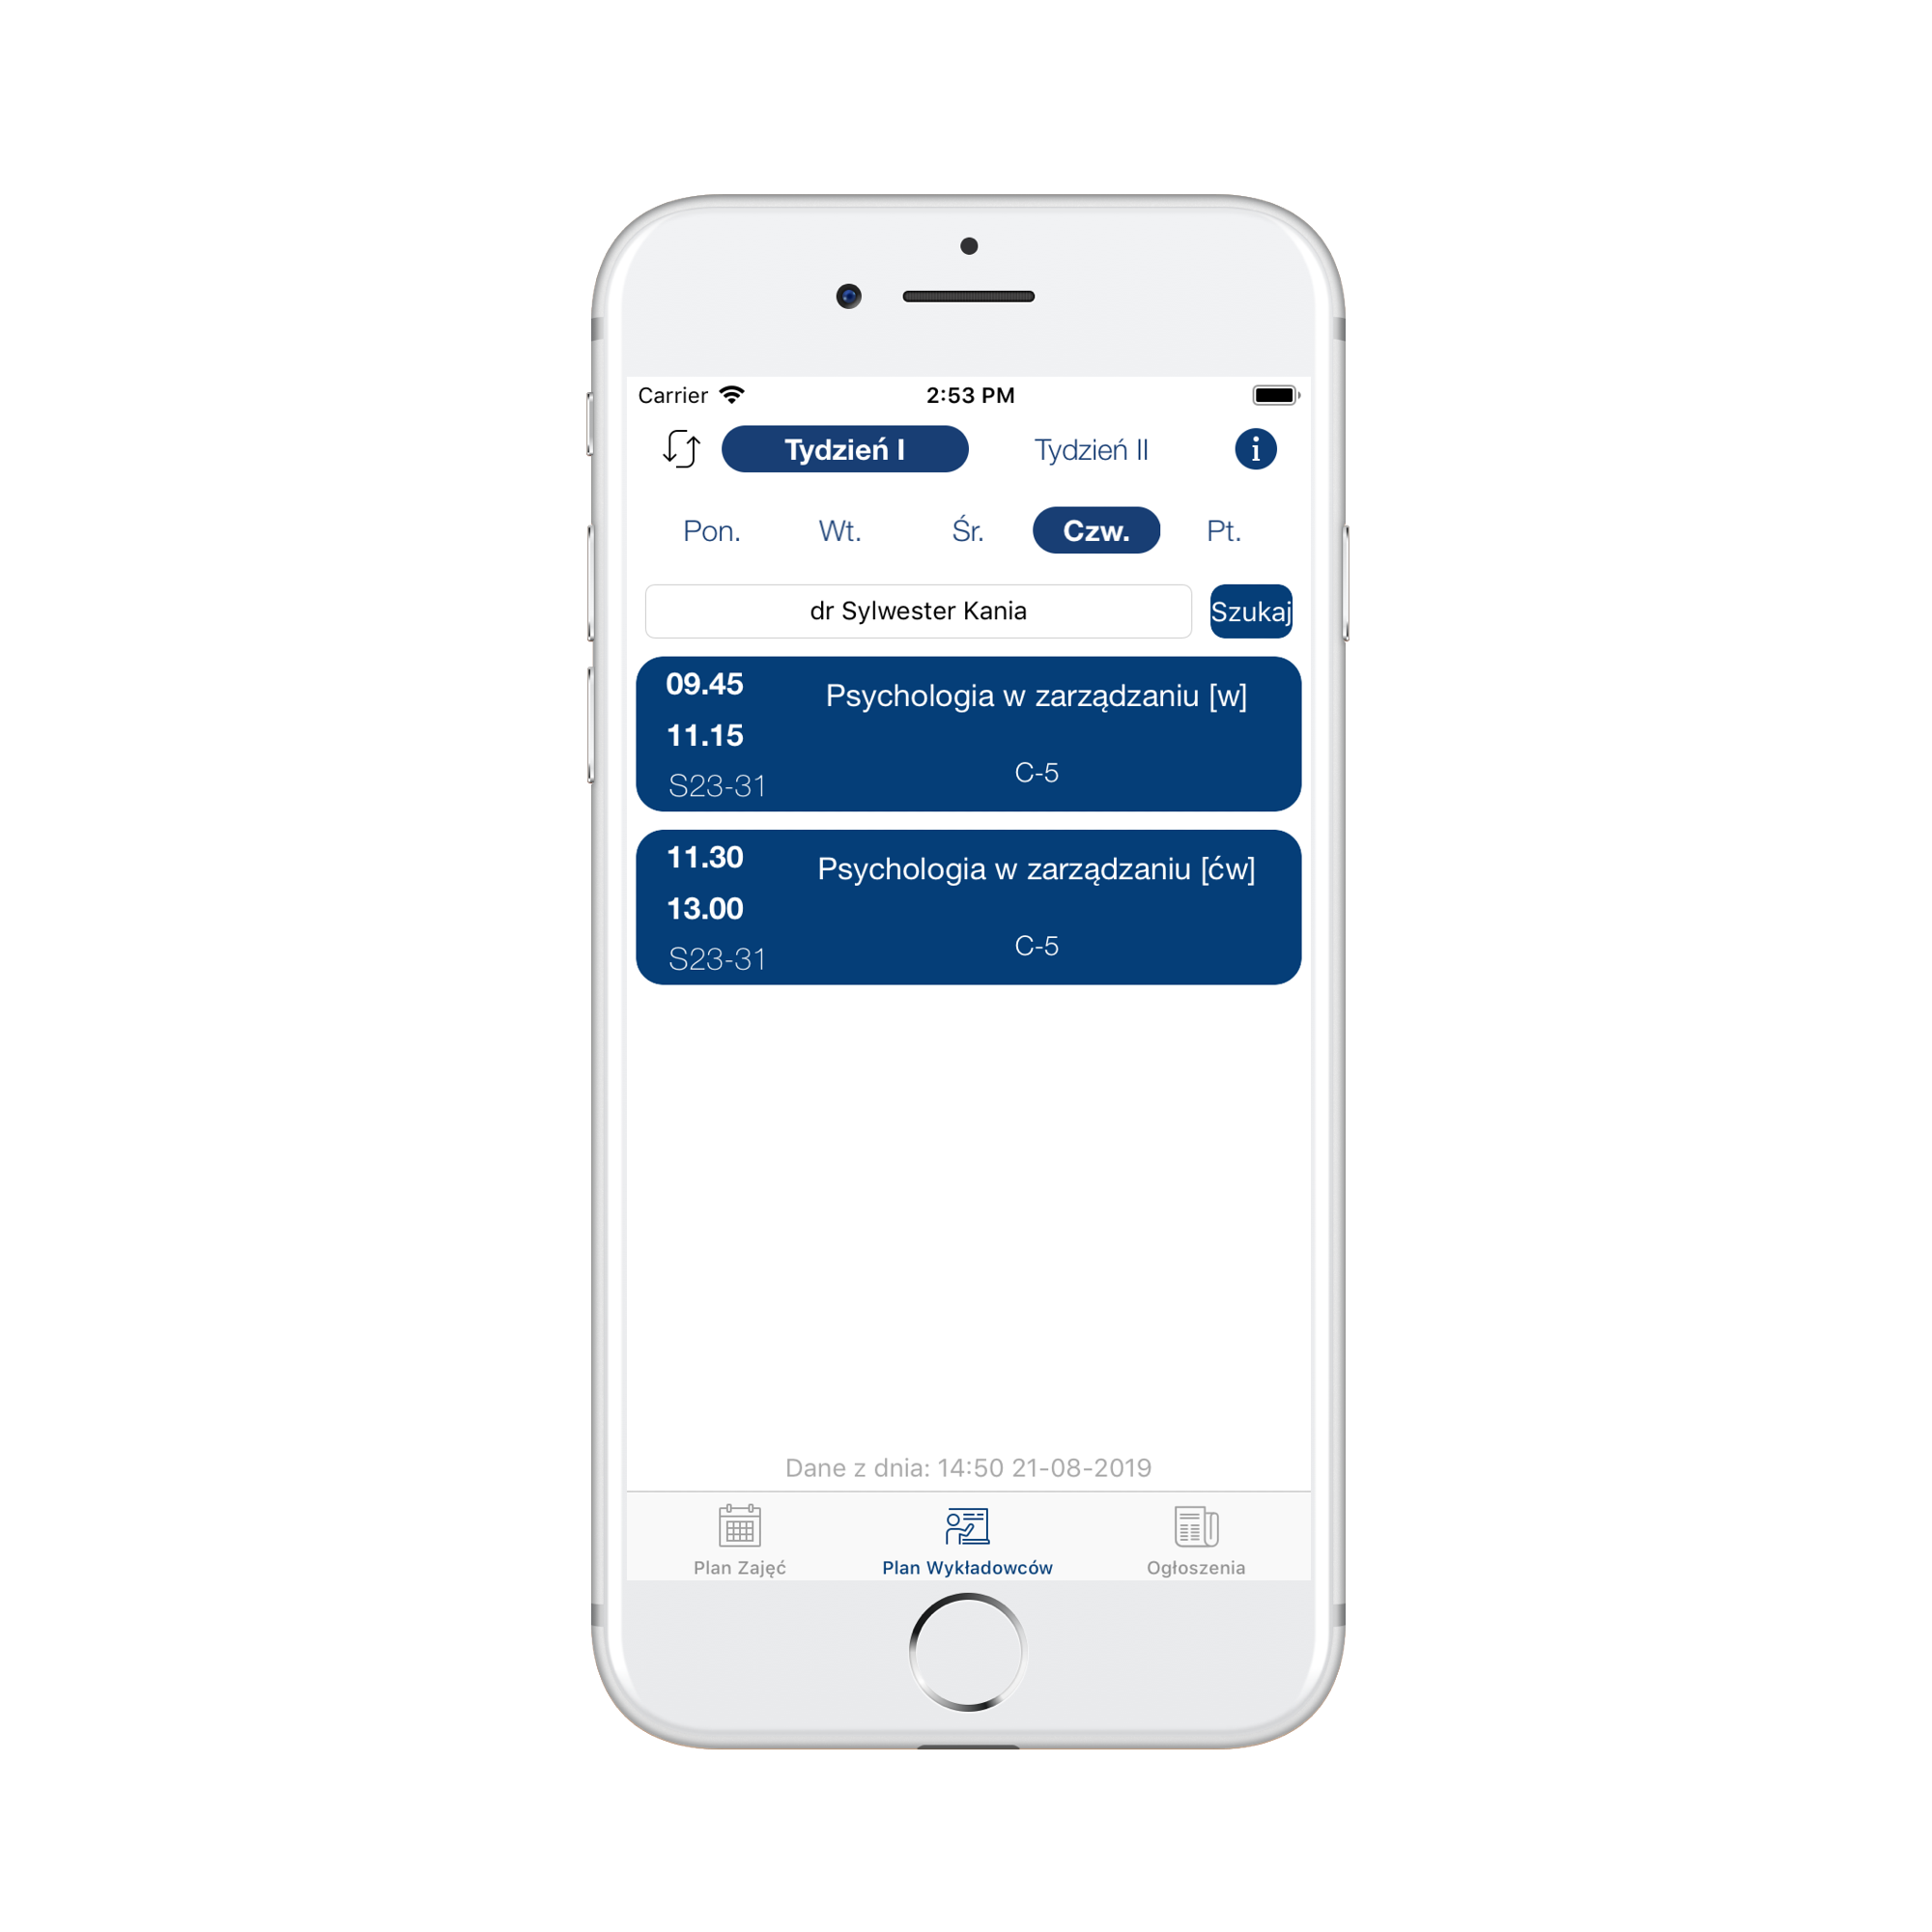 Carrier 2:53 PM
Tydzień I Tydzień II i
Pon. Wt. Śr. Czw. Pt.
dr Sylwester Kania Szukaj
09.45
Psychologia w zarządzaniu [w]
11.15
C-5
S23-31
11.30
Psychologia w zarządzaniu [ćw]
13.00
C-5
S23-31
Dane z dnia: 14:50 21-08-2019
Plan Zajęć Plan Wykładowców Ogłoszenia